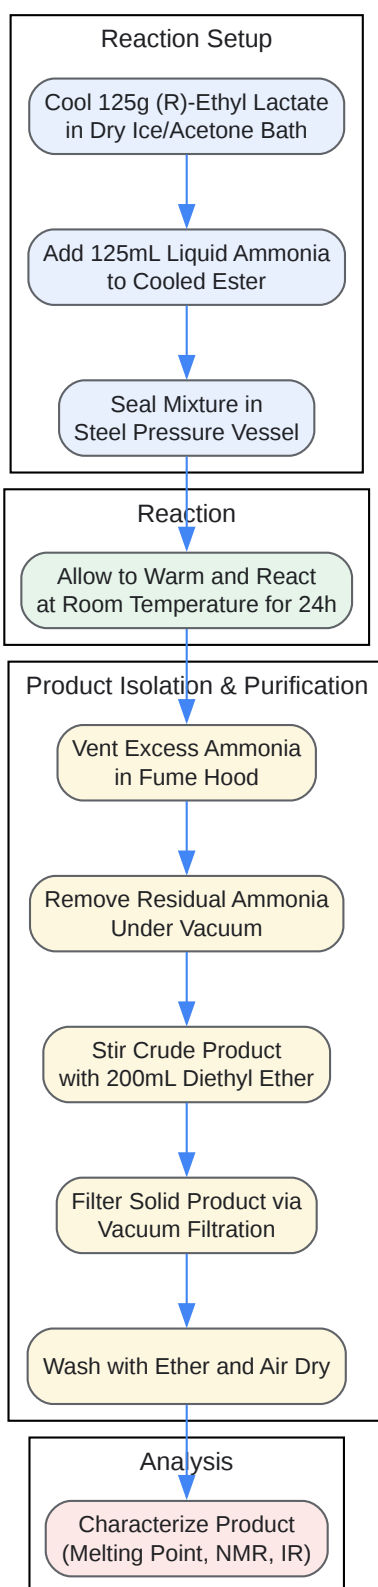 Reaction Setup
Cool 125g (R)-Ethyl Lactate
in Dry Ice/Acetone Bath
Add 125mL Liquid Ammonia
to Cooled Ester
Seal Mixture in
Steel Pressure Vessel
Reaction
Allow to Warm and React
at Room Temperature for 24h
Product Isolation & Purification
Vent Excess Ammonia
in Fume Hood
Remove Residual Ammonia
Under Vacuum
Stir Crude Product
with 200mL Diethyl Ether
Filter Solid Product via
Vacuum Filtration
Wash with Ether and Air Dry
Analysis
Characterize Product
(Melting Point, NMR, IR)